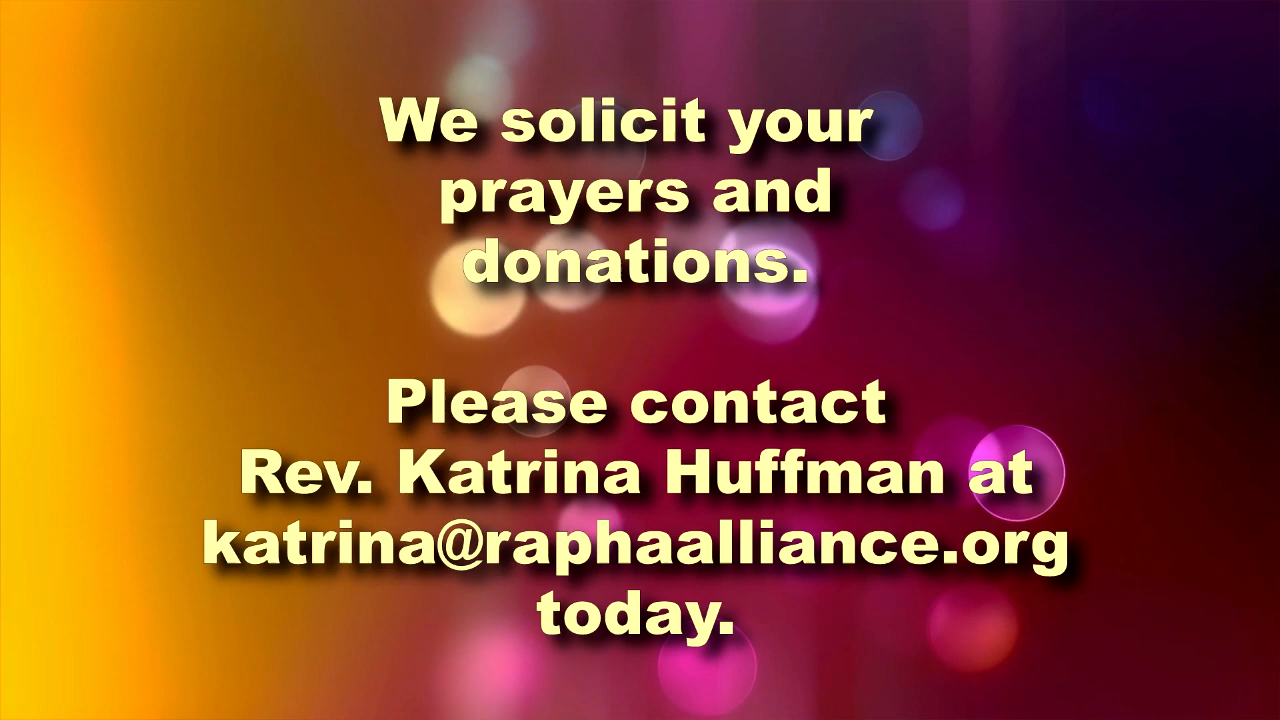 We solicit your
prayers and
donations.
Please contact
Rev. Katrina Huffman at
katrina@raphaalliance.org
today.